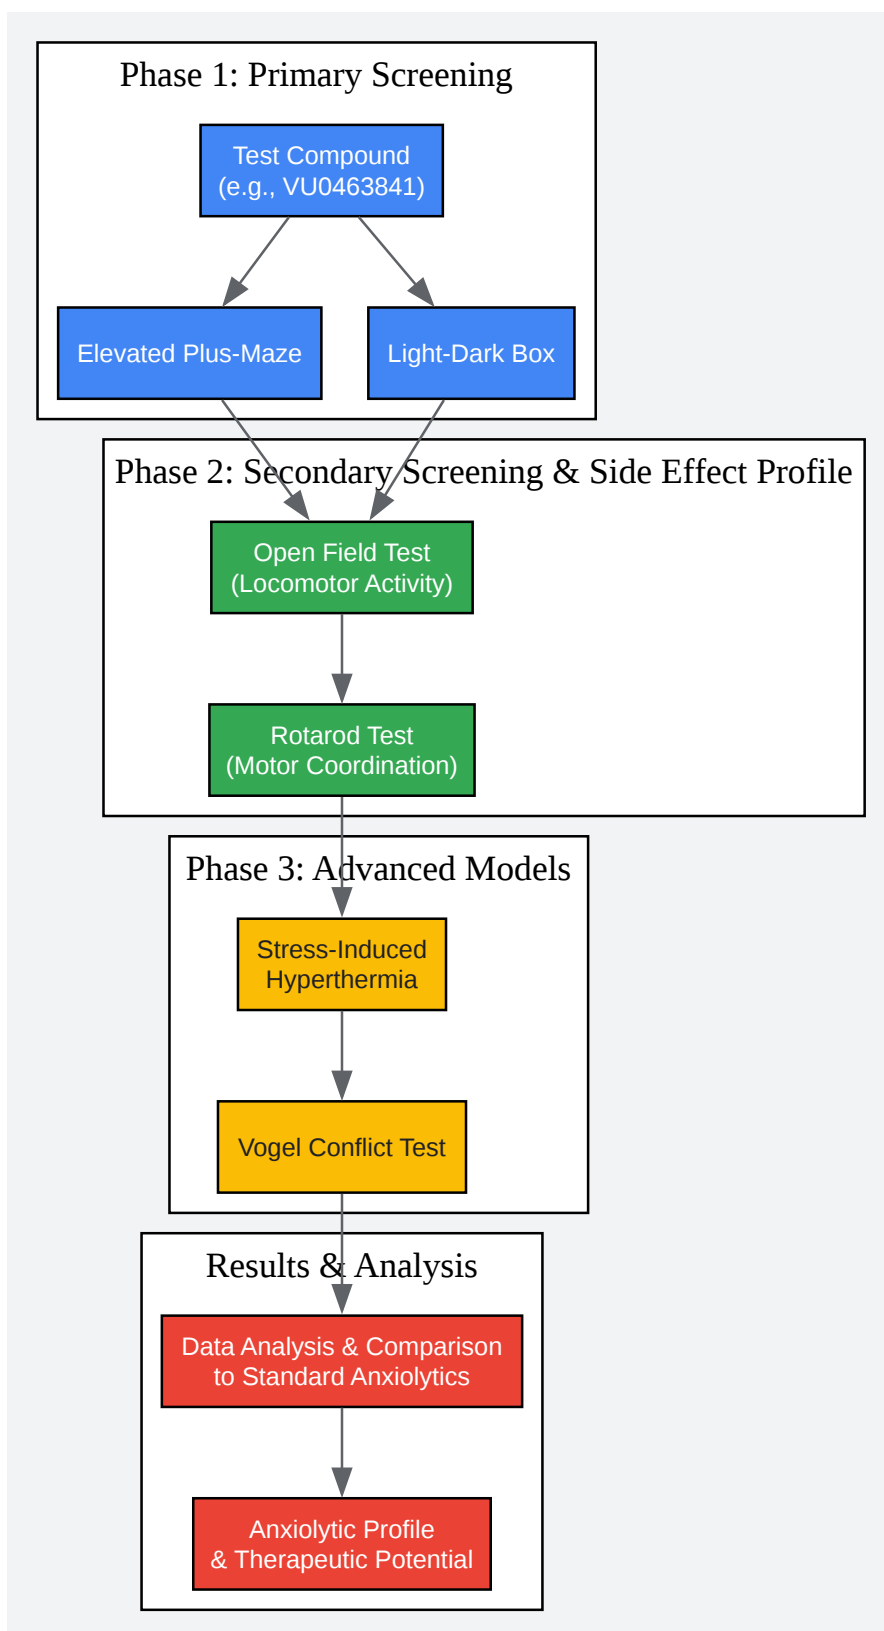 Phase 1: Primary Screening
Test Compound
(e.g., VU0463841)
Elevated Plus-Maze
Light-Dark Box
Phase 2: Secondary Screening & Side Effect Profile
Open Field Test
(Locomotor Activity)
Rotarod Test
(Motor Coordination)
Phase 3: Advanced Models
Stress-Induced
Hyperthermia
Vogel Conflict Test
Results & Analysis
Data Analysis & Comparison
to Standard Anxiolytics
Anxiolytic Profile
& Therapeutic Potential